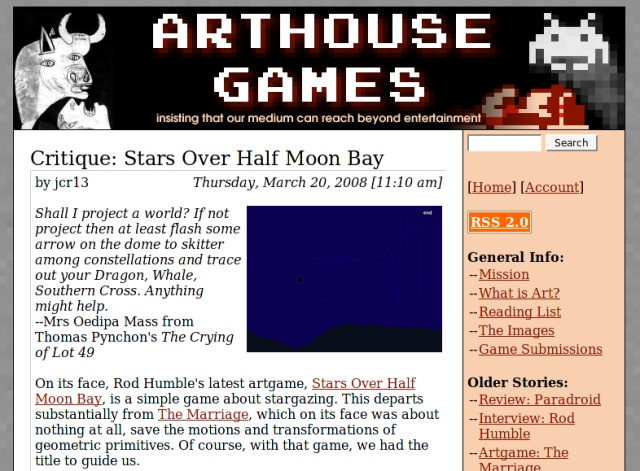 ARTHOUSE
GAMES
insisting that our medium can reach beyond entertainment
Critique: Stars Over Half Moon Bay
by jcr13
Thursday, March 20, 2008 [11:10 am]
Shall I project a world? If not
project then at least flash some
arrow on the dome to skitter
among constellations and trace
out your Dragon, Whale,
Southern Cross. Anything
might help.
--Mrs Oedipa Mass from
Thomas Pynchon's The Crying
of Lot 49
end
On its face, Rod Humble's latest artgame, Stars Over Half
Moon Bay, is a simple game about stargazing. This departs
substantially from The Marriage, which on its face was about
nothing at all, save the motions and transformations of
geometric primitives. Of course, with that game, we had the
title to guide us.
Search
[Home] [Account]
RSS 2.0
General Info:
--Mission
--What is Art?
--Reading List
--The Images
--Game Submissions
Older Stories:
--Review: Paradroid
--Interview: Rod
Humble
--Artgame: The
Marriage